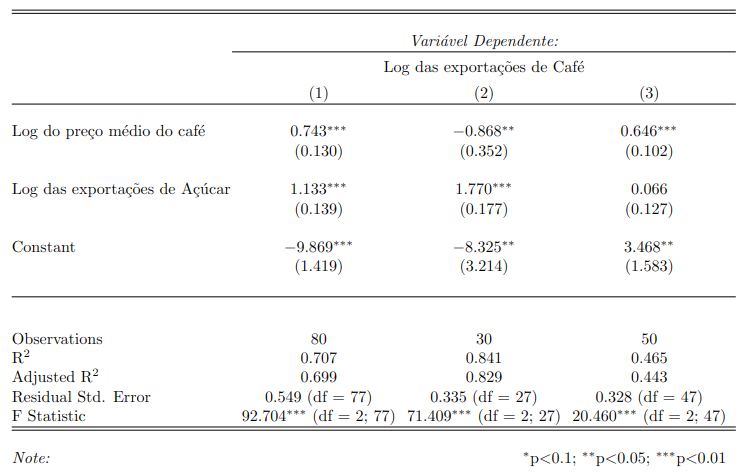 Variável Dependente:
Log das exportações de Café
(1) (2) (3)
Log do preço médio do café 0.743*** −0.868** 0.646***
(0.130) (0.352) (0.102)
Log das exportações de Açúcar 1.133*** 1.770*** 0.066
(0.139) (0.177) (0.127)
Constant −9.869*** −8.325** 3.468**
(1.419) (3.214) (1.583)
Observations 80 30 50
R² 0.707 0.841 0.465
Adjusted R² 0.699 0.829 0.443
Residual Std. Error 0.549 (df = 77) 0.335 (df = 27) 0.328 (df = 47)
F Statistic 92.704*** (df = 2; 77) 71.409*** (df = 2; 27) 20.460*** (df = 2; 47)
Note: *p<0.1; **p<0.05; ***p<0.01